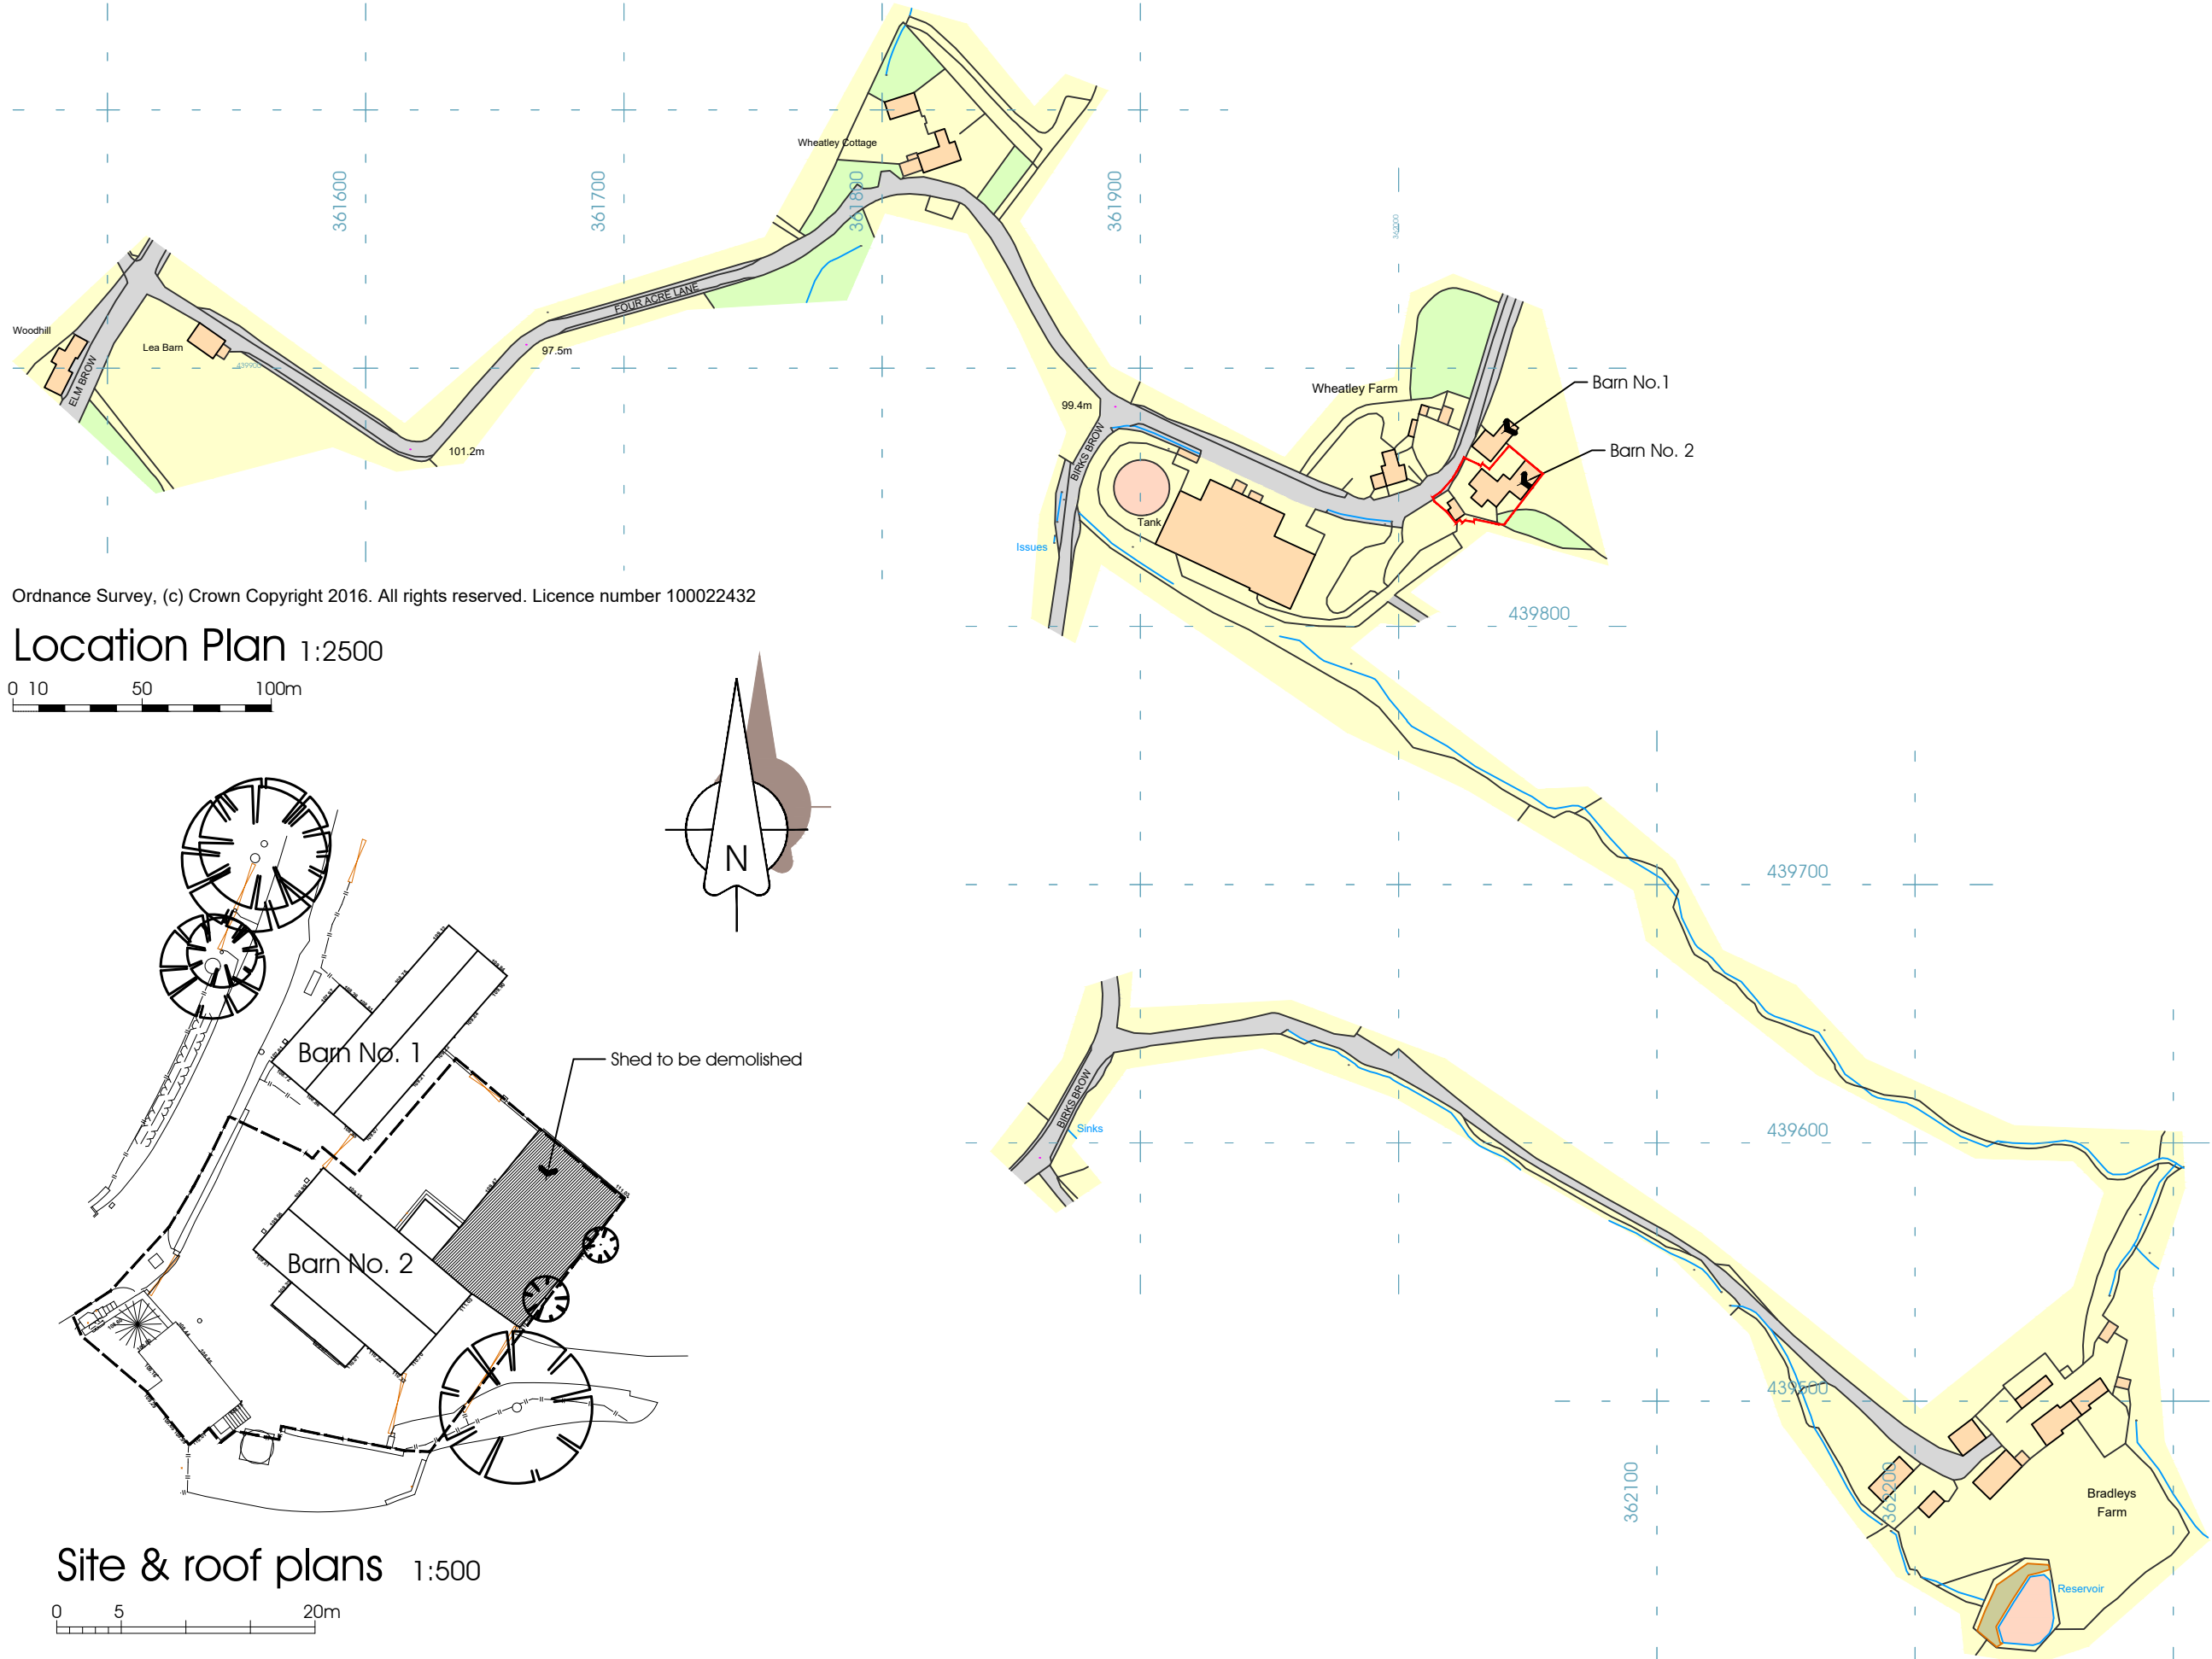 Wheatley Cottage
361600
361700
361800
361900
362000
Woodhill
Lea Barn
ELM BROW
439900
FOUR ACRE LANE
97.5m
101.2m
99.4m
BIRKS BROW
Wheatley Farm
Barn No.1
Barn No. 2
Tank
Issues
439800
Ordnance Survey, (c) Crown Copyright 2016. All rights reserved. Licence number 100022432
Location Plan 1:2500
0 10 50 100m
N
439700
BIRKS BROW
Sinks
439600
439500
362100
362200
Bradleys
Farm
Reservoir
Barn No. 1
Shed to be demolished
Barn No. 2
Site & roof plans 1:500
0 5 20m